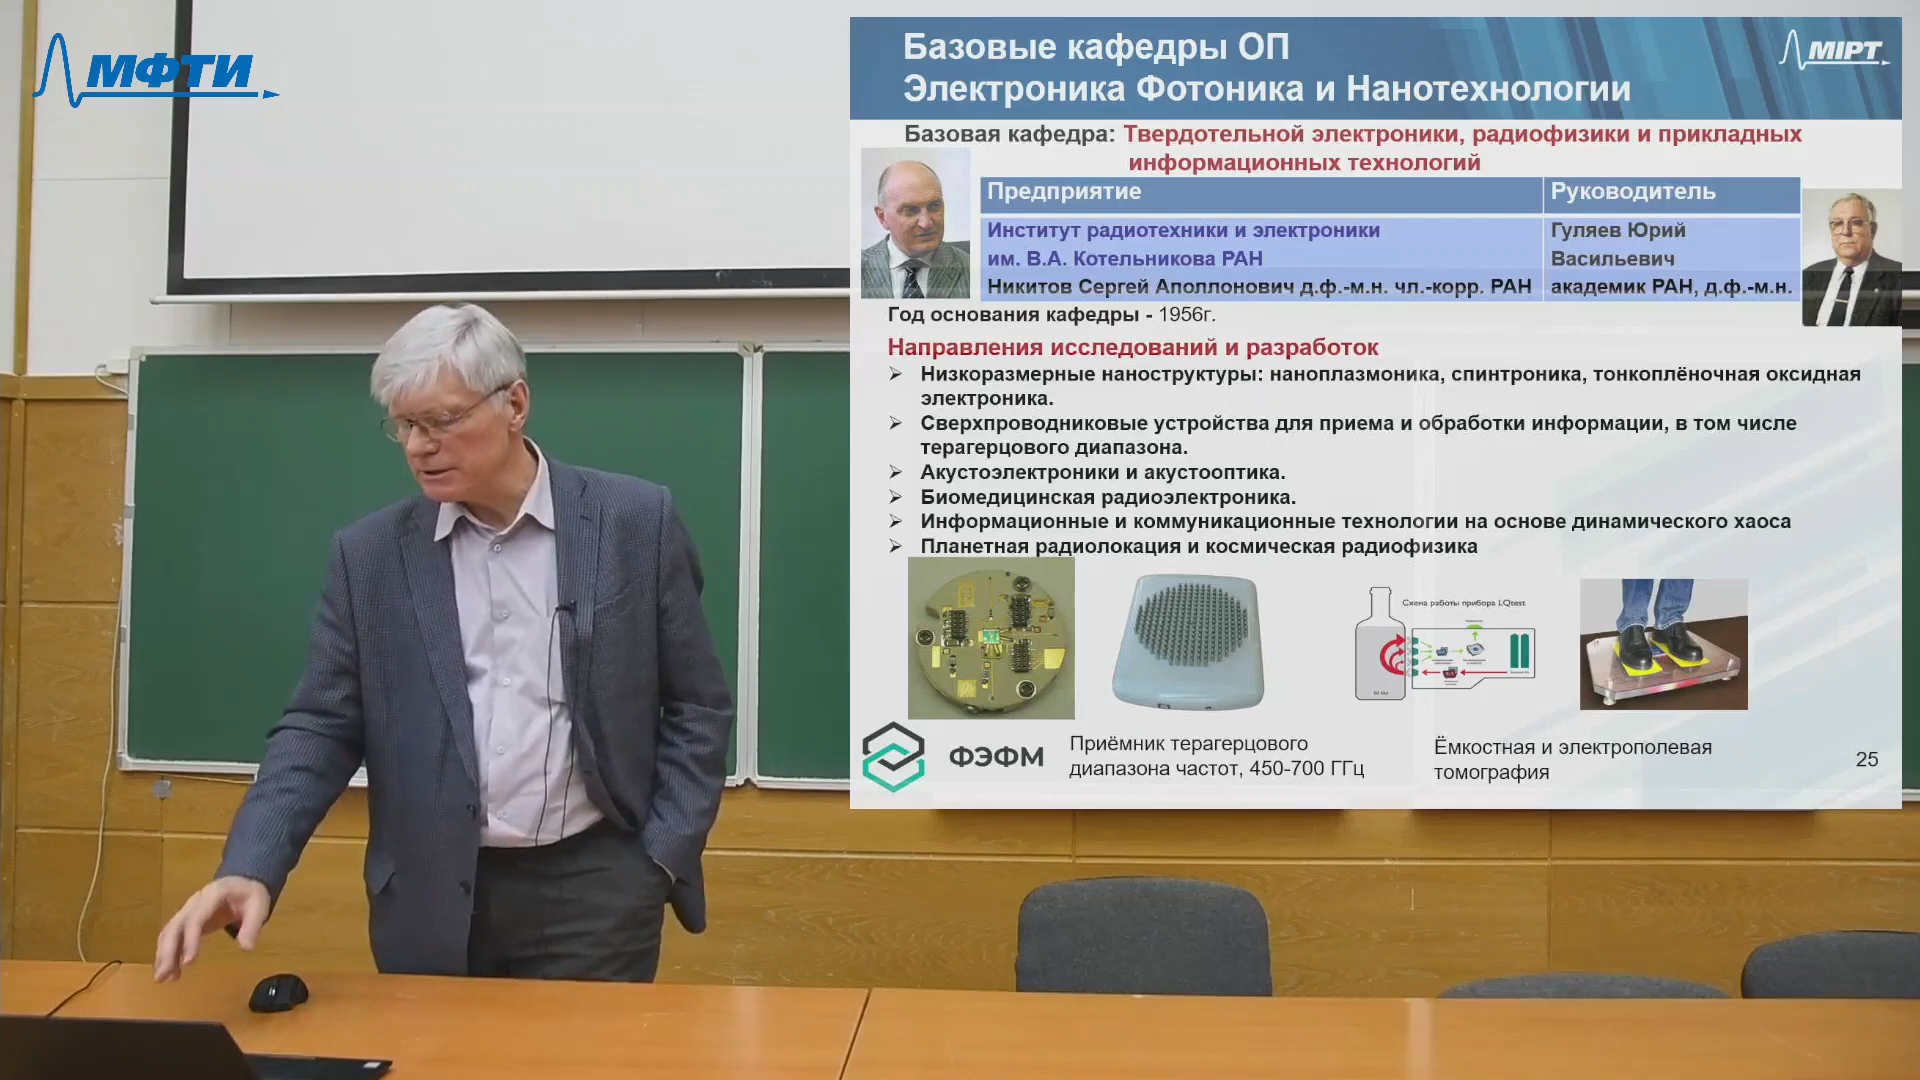 МФТИ
Базовые кафедры ОП
Электроника Фотоника и Нанотехнологии
MIPT
Базовая кафедра: Твердотельной электроники, радиофизики и прикладных
информационных технологий
Предприятие
Руководитель
Институт радиотехники и электроники
им. В.А. Котельникова РАН
Никитов Сергей Аполлонович д.ф.-м.н. чл.-корр. РАН
Гуляев Юрий
Васильевич
академик РАН, д.ф.-м.н.
Год основания кафедры - 1956г.
Направления исследований и разработок
Низкоразмерные наноструктуры: наноплазмоника, спинтроника, тонкоплёночная оксидная
электроника.
Сверхпроводниковые устройства для приема и обработки информации, в том числе
терагерцового диапазона.
Акустоэлектроники и акустооптика.
Биомедицинская радиоэлектроника.
Информационные и коммуникационные технологии на основе динамического хаоса
Планетная радиолокация и космическая радиофизика
Схема работы прибора LQtest
ФЭФМ
Приёмник терагерцового
диапазона частот, 450-700 ГГц
Ёмкостная и электрополевая
томография
25